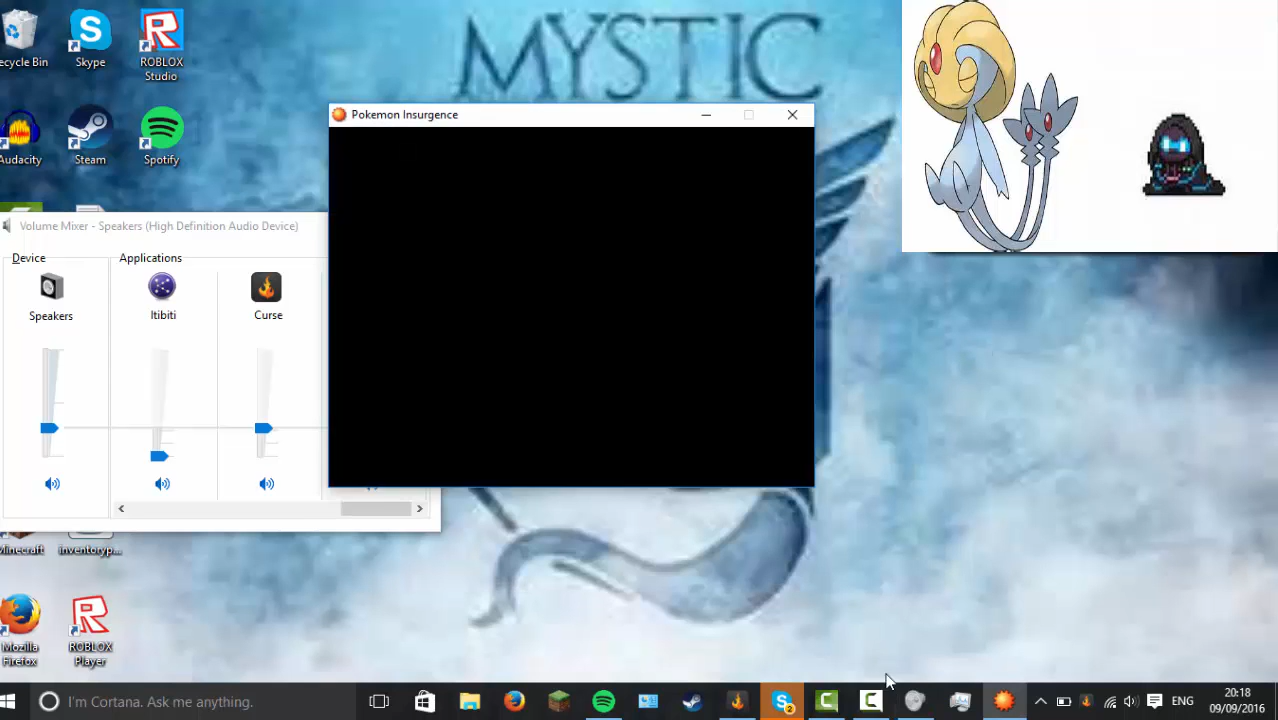 MYSTIC
ecycle Bin
Skype
ROBLOX
Studio
Audacity
Steam
Spotify
Pokemon Insurgence
Volume Mixer - Speakers (High Definition Audio Device)
Device
Applications
Speakers
Itibiti
Curse
Minecraft
inventoryp...
Mozilla
Firefox
ROBLOX
Player
I'm Cortana. Ask me anything.
2
ENG
20:18
09/09/2016